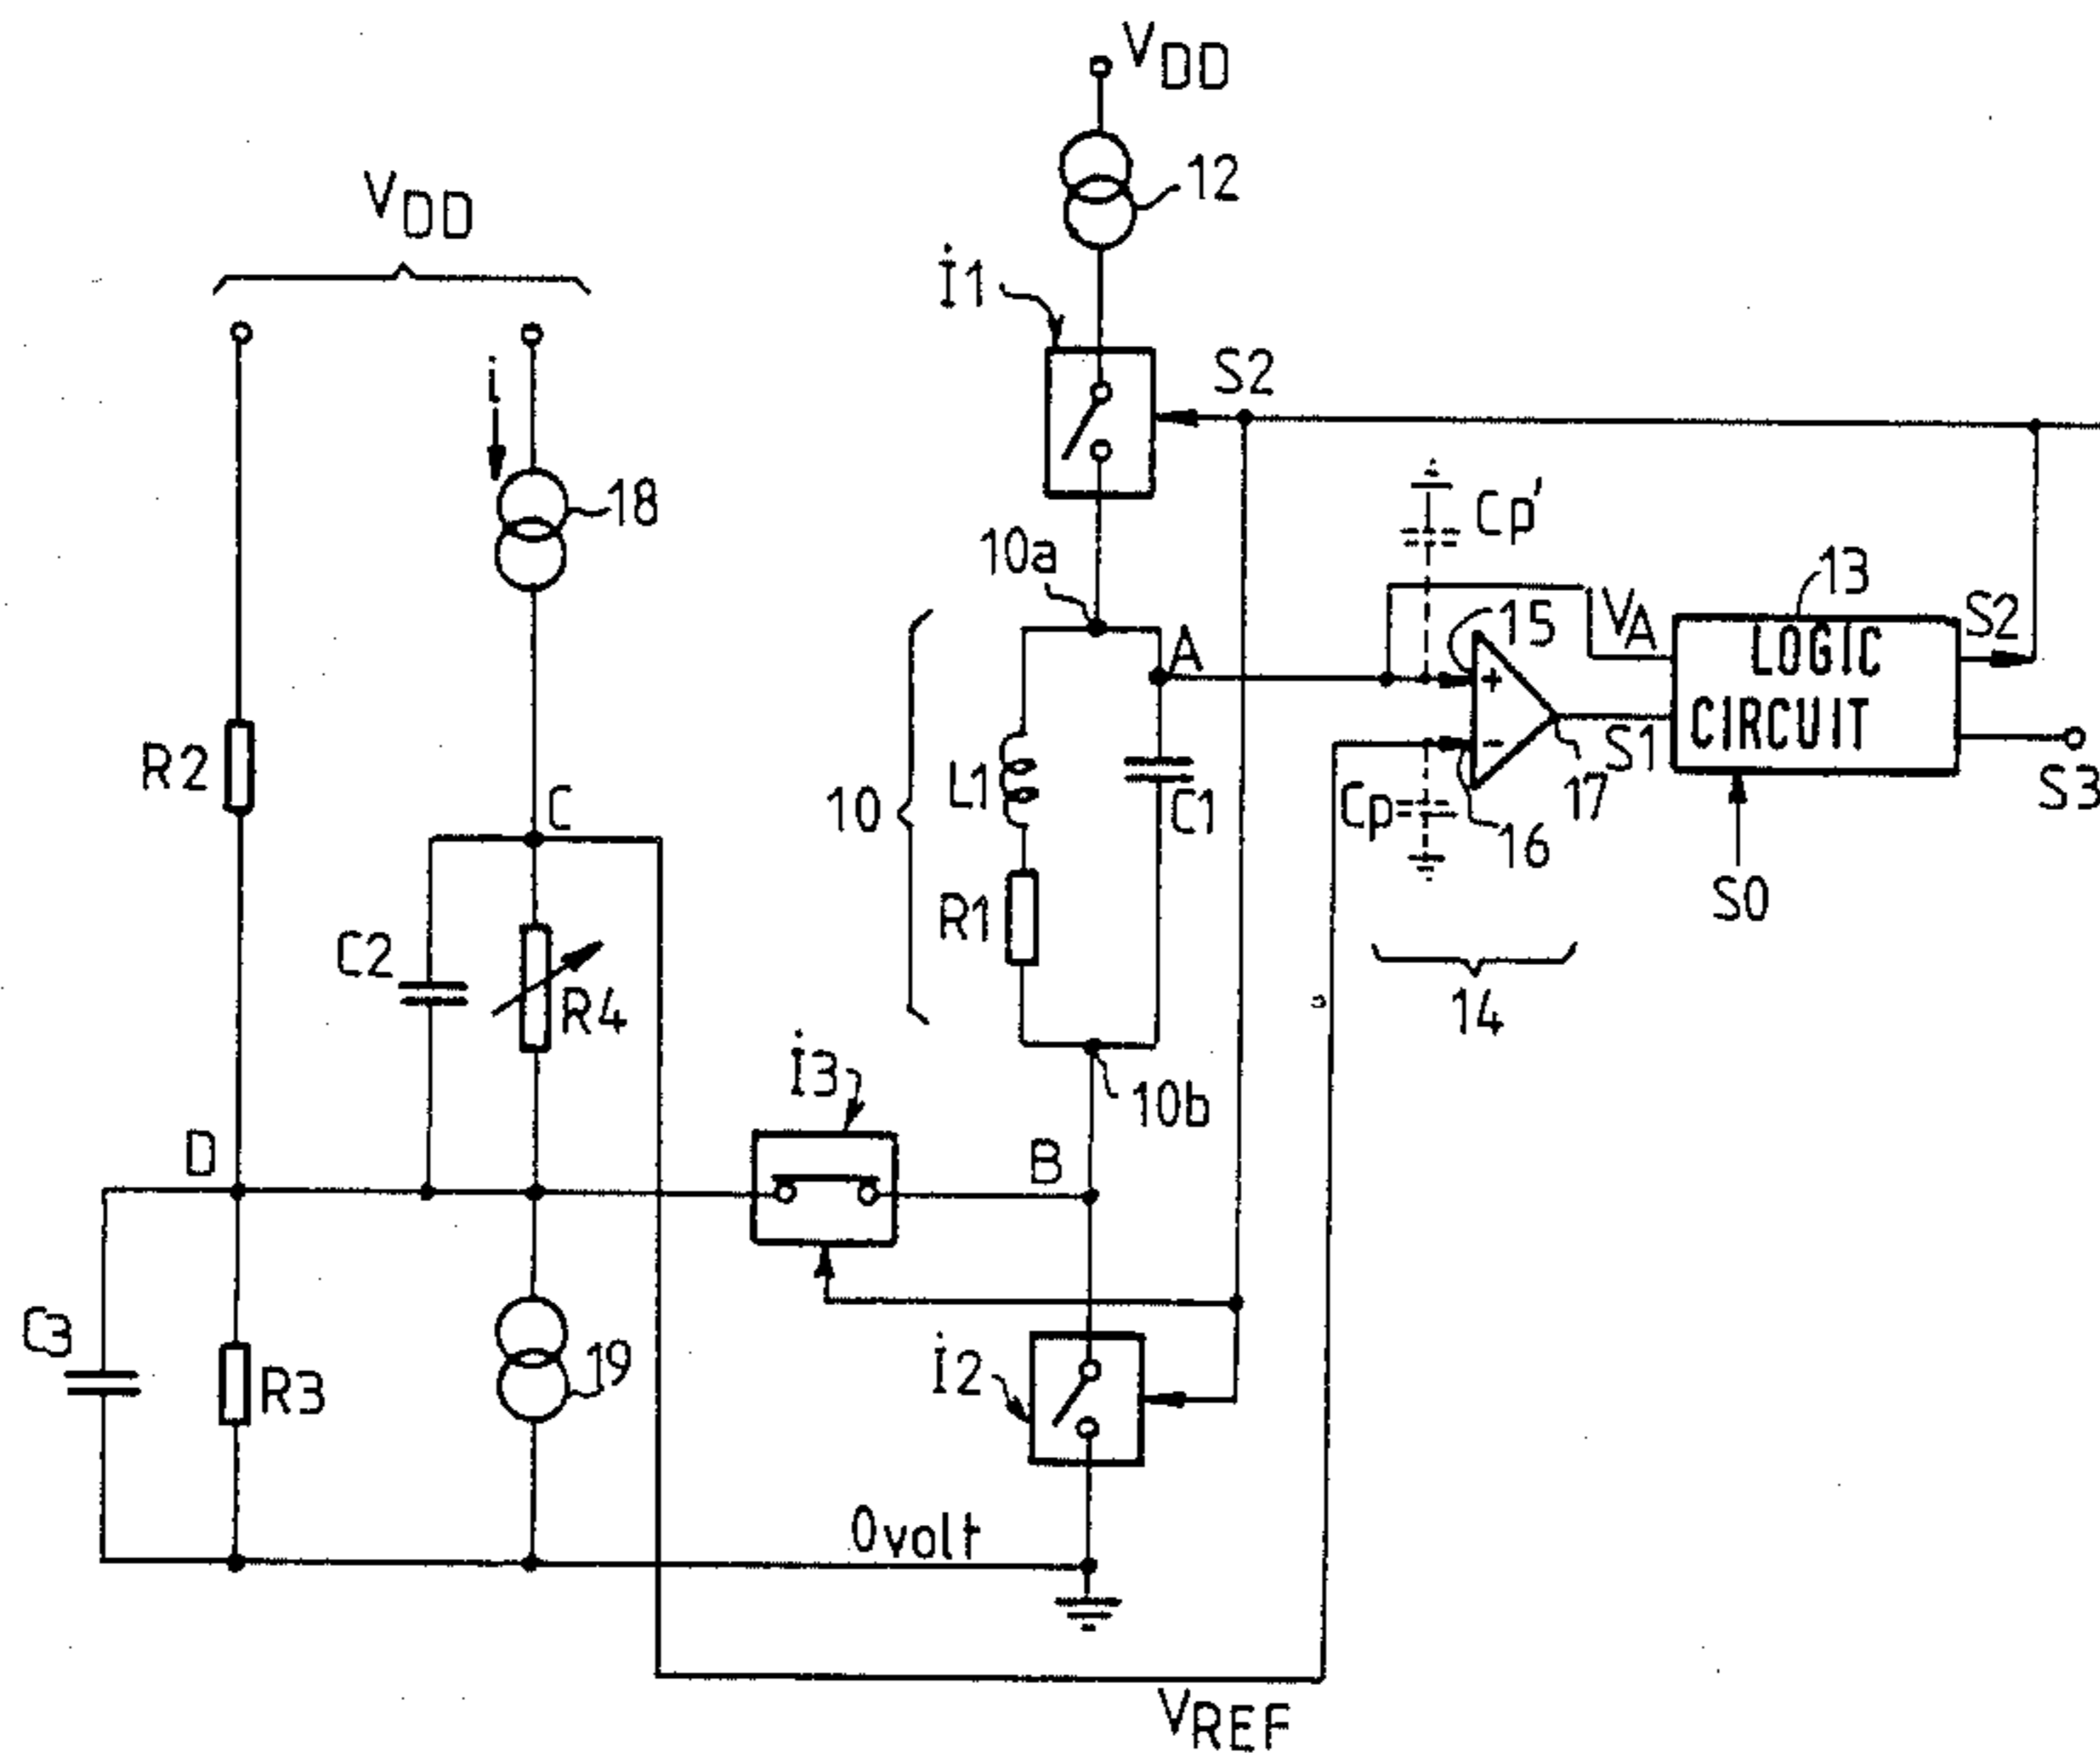 VDD
12
VDD
i1
S2
i
18
Cp'
10a
13
VA
S2
15
A
LOGIC
CIRCUIT
+
-
R2
C
10
L1
C1
Cp
S1
17
S3
16
R1
S0
C2
R4
14
i3
10b
D
B
C3
R3
19
i2
0volt
VREF